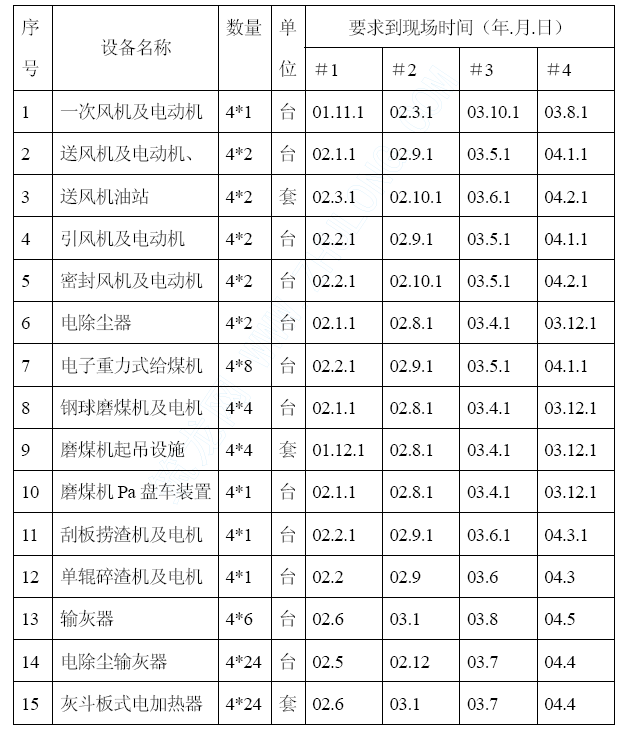 序号 设备名称 数量 单位 要求到现场时间（年.月.日）
#1 #2 #3 #4
1 一次风机及电动机 4*1 台 01.11.1 02.3.1 03.10.1 03.8.1
2 送风机及电动机、 4*2 台 02.1.1 02.9.1 03.5.1 04.1.1
3 送风机油站 4*2 套 02.3.1 02.10.1 03.6.1 04.2.1
4 引风机及电动机 4*2 台 02.2.1 02.9.1 03.5.1 04.1.1
5 密封风机及电动机 4*2 台 02.2.1 02.10.1 03.5.1 04.2.1
6 电除尘器 4*2 台 02.1.1 02.8.1 03.4.1 03.12.1
7 电子重力式给煤机 4*8 台 02.2.1 02.9.1 03.5.1 04.1.1
8 钢球磨煤机及电机 4*4 台 02.1.1 02.8.1 03.4.1 03.12.1
9 磨煤机起吊设施 4*4 套 01.12.1 02.8.1 03.4.1 03.12.1
10 磨煤机 Pa 盘车装置 4*1 台 02.1.1 02.8.1 03.4.1 03.12.1
11 刮板捞渣机及电机 4*1 台 02.2.1 02.9.1 03.6.1 04.3.1
12 单辊碎渣机及电机 4*1 台 02.2 02.9 03.6 04.3
13 输灰器 4*6 台 02.6 03.1 03.8 04.5
14 电除尘输灰器 4*24 台 02.5 02.12 03.7 04.4
15 灰斗板式电加热器 4*24 套 02.6 03.1 03.7 04.4